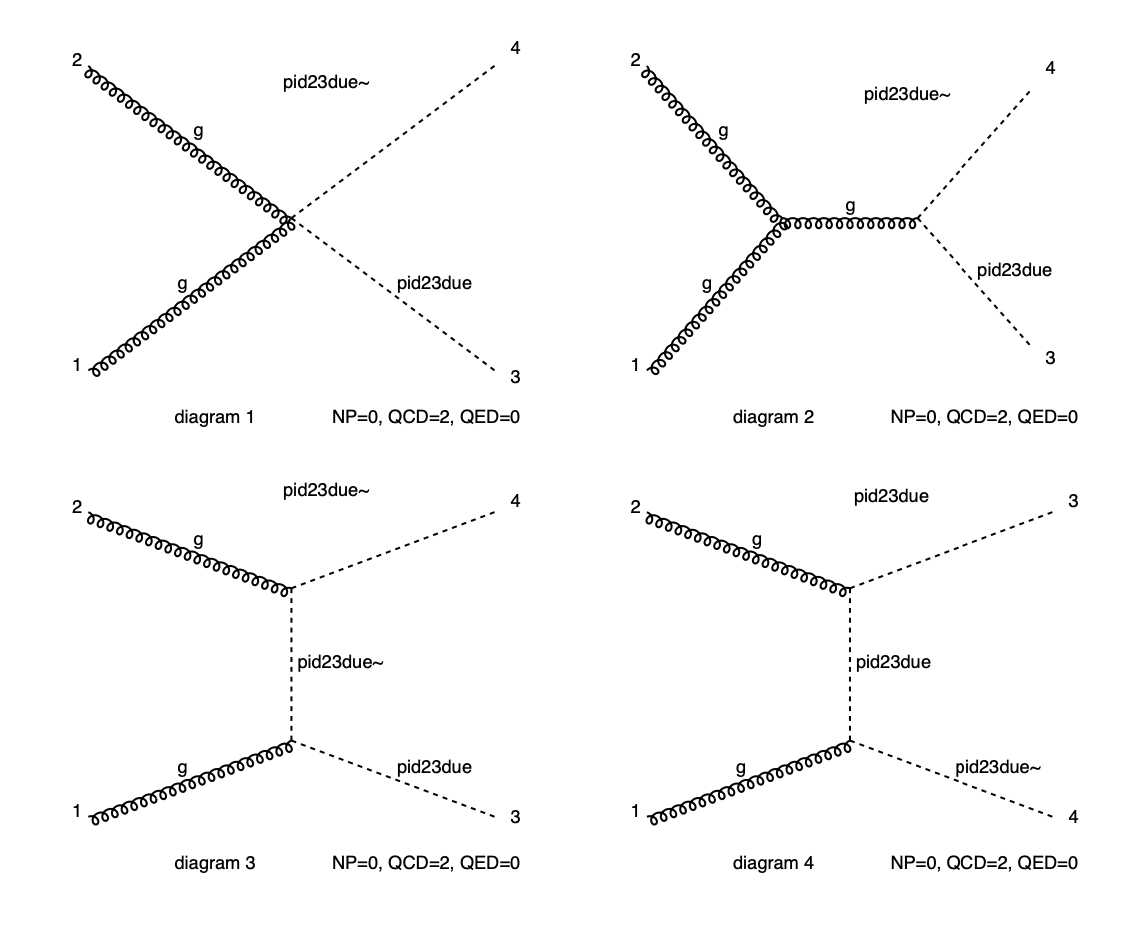 2
4
pid23due~
g
g
pid23due
1
3
diagram 1 NP=0, QCD=2, QED=0
2
4
pid23due~
g
g
g
pid23due
1
3
diagram 2 NP=0, QCD=2, QED=0
2
pid23due~
4
g
pid23due~
g
pid23due
1
3
diagram 3 NP=0, QCD=2, QED=0
2
pid23due
3
g
pid23due
g
pid23due~
1
4
diagram 4 NP=0, QCD=2, QED=0